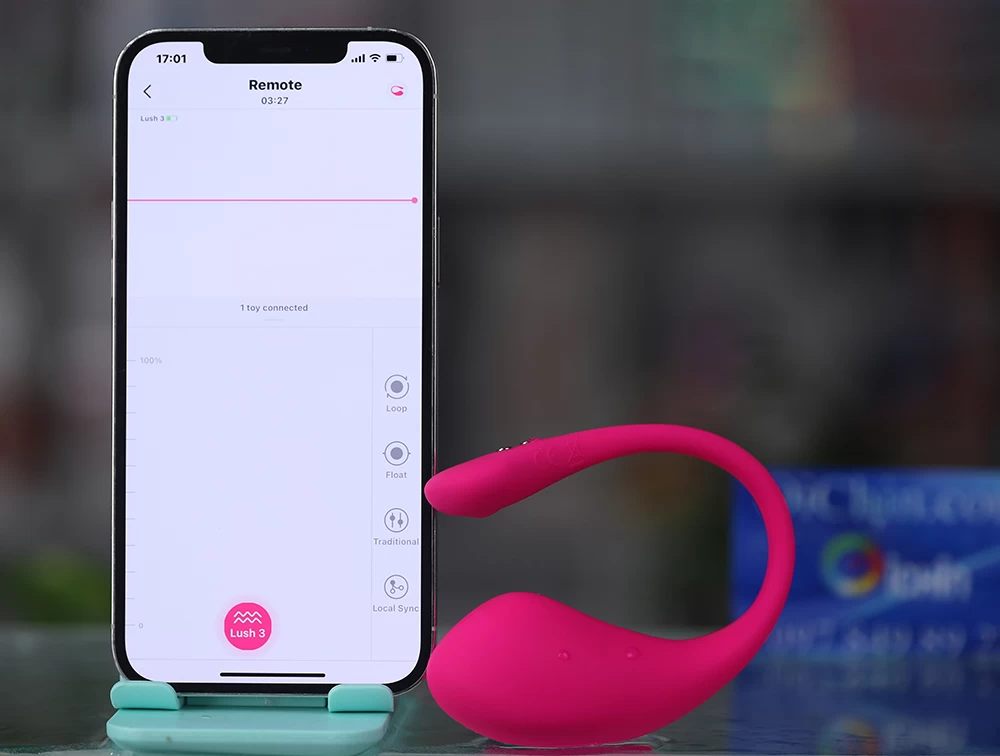 17:01
Remote
03:27
Lush 3
1 toy connected
100%
Loop
Float
Traditional
Local Sync
Lush 3
0